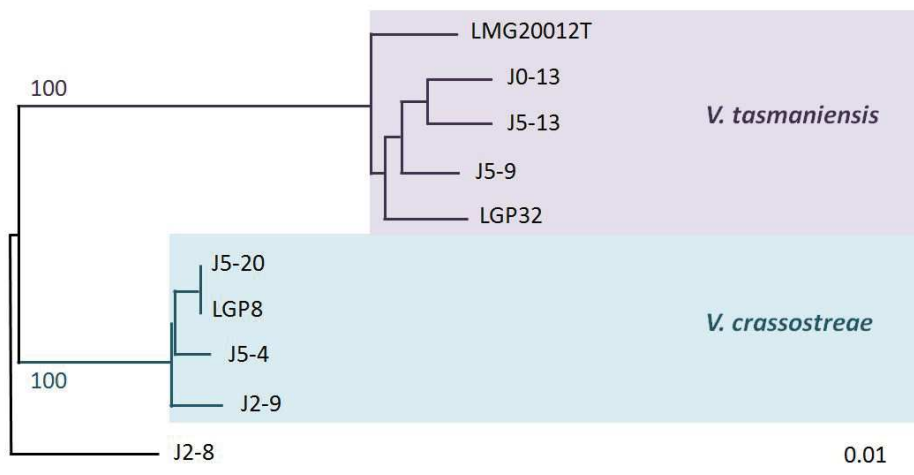 LMG20012T
J0-13
100
V. tasmaniensis
J5-13
J5-9
LGP32
J5-20
LGP8
V. crassostreae
J5-4
100
J2-9
J2-8
0.01